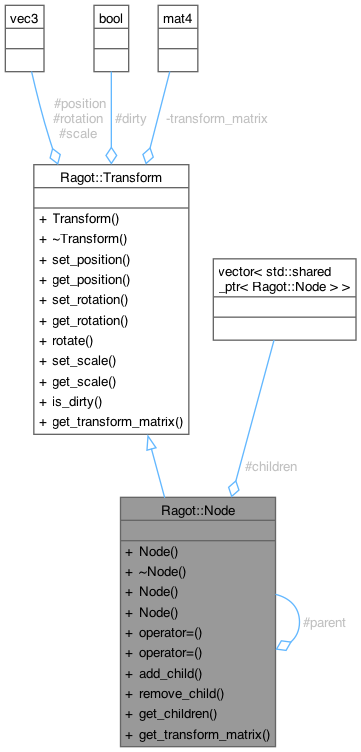 vec3
bool
mat4
#position
#rotation
#scale
#dirty
-transform_matrix
Ragot::Transform
+ Transform()
+ ~Transform()
+ set_position()
+ get_position()
+ set_rotation()
+ get_rotation()
+ rotate()
+ set_scale()
+ get_scale()
+ is_dirty()
+ get_transform_matrix()
vector< std::shared
_ptr< Ragot::Node > >
#children
Ragot::Node
+ Node()
+ ~Node()
+ Node()
+ Node()
+ operator=()
+ operator=()
+ add_child()
+ remove_child()
+ get_children()
+ get_transform_matrix()
#parent